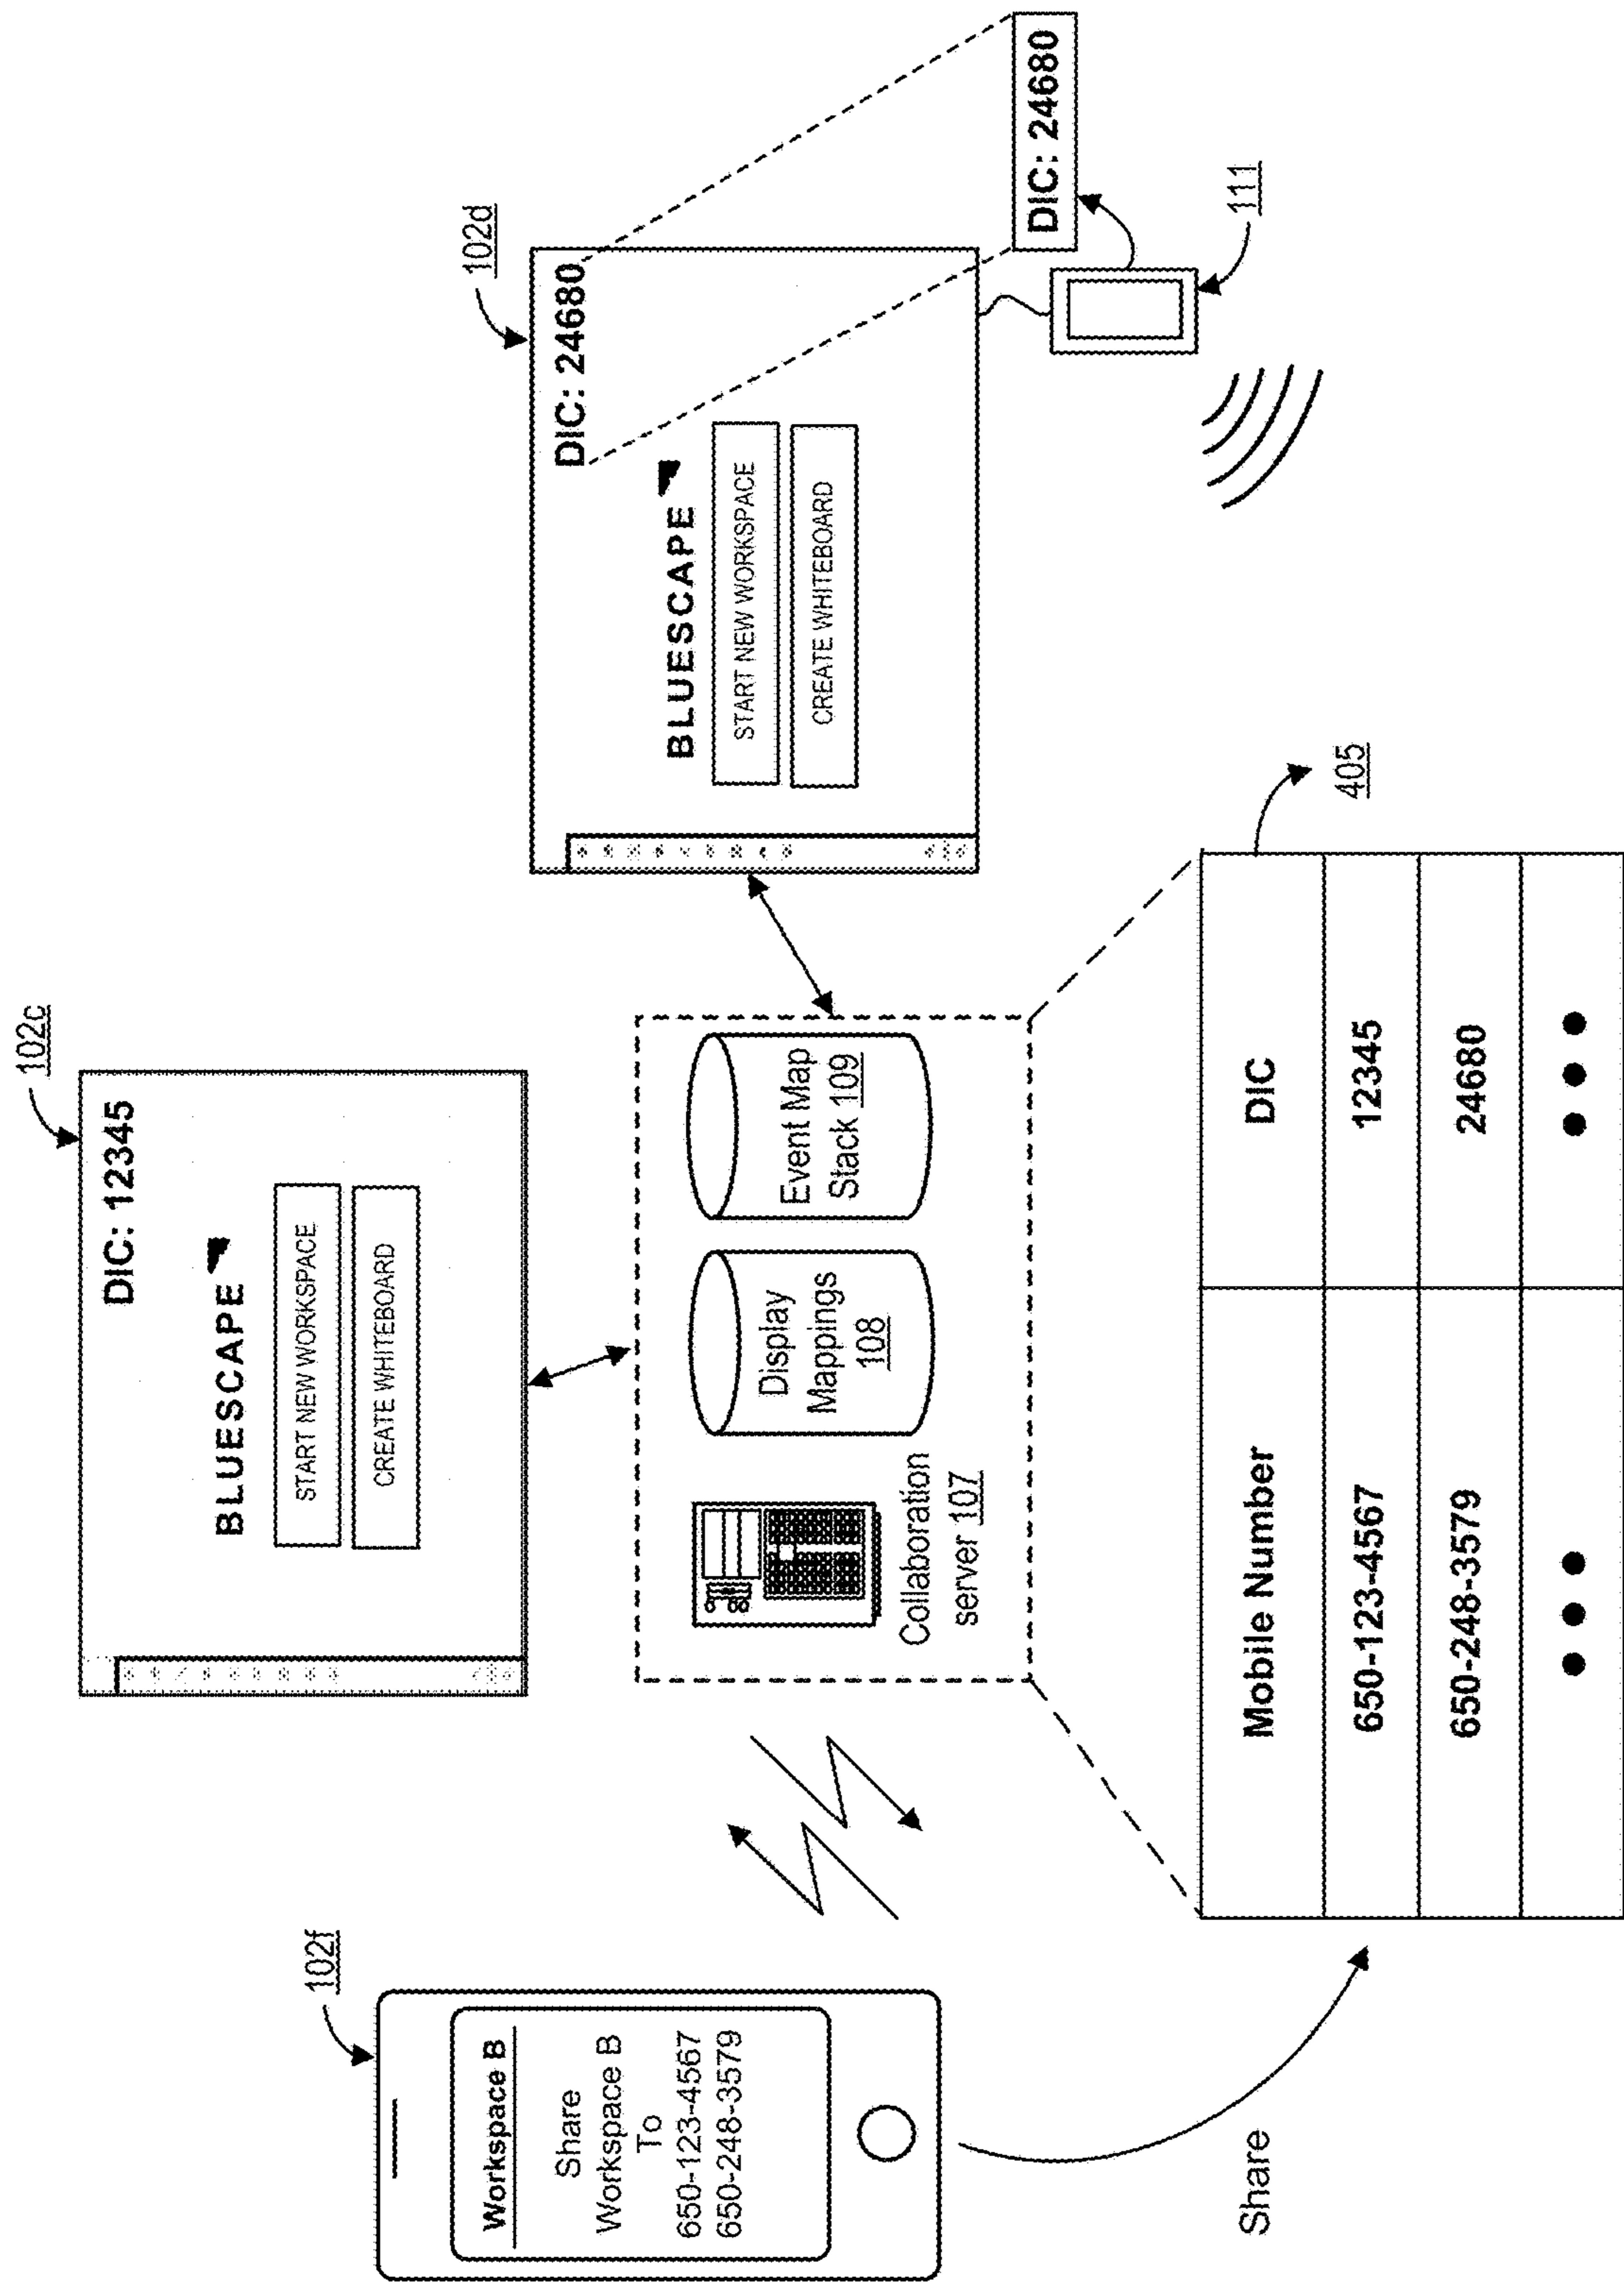 102c
DIC: 12345
BLUESCAPE
START NEW WORKSPACE
CREATE WHITEBOARD
102d
DIC: 24680
BLUESCAPE
START NEW WORKSPACE
CREATE WHITEBOARD
DIC: 24680
111
102f
Workspace B
Share
Workspace B
To
650-123-4567
650-248-3579
Collaboration
server 107
Display
Mappings
108
Event Map
Stack 109
Share
405
Mobile Number DIC
650-123-4567 12345
650-248-3579 24680